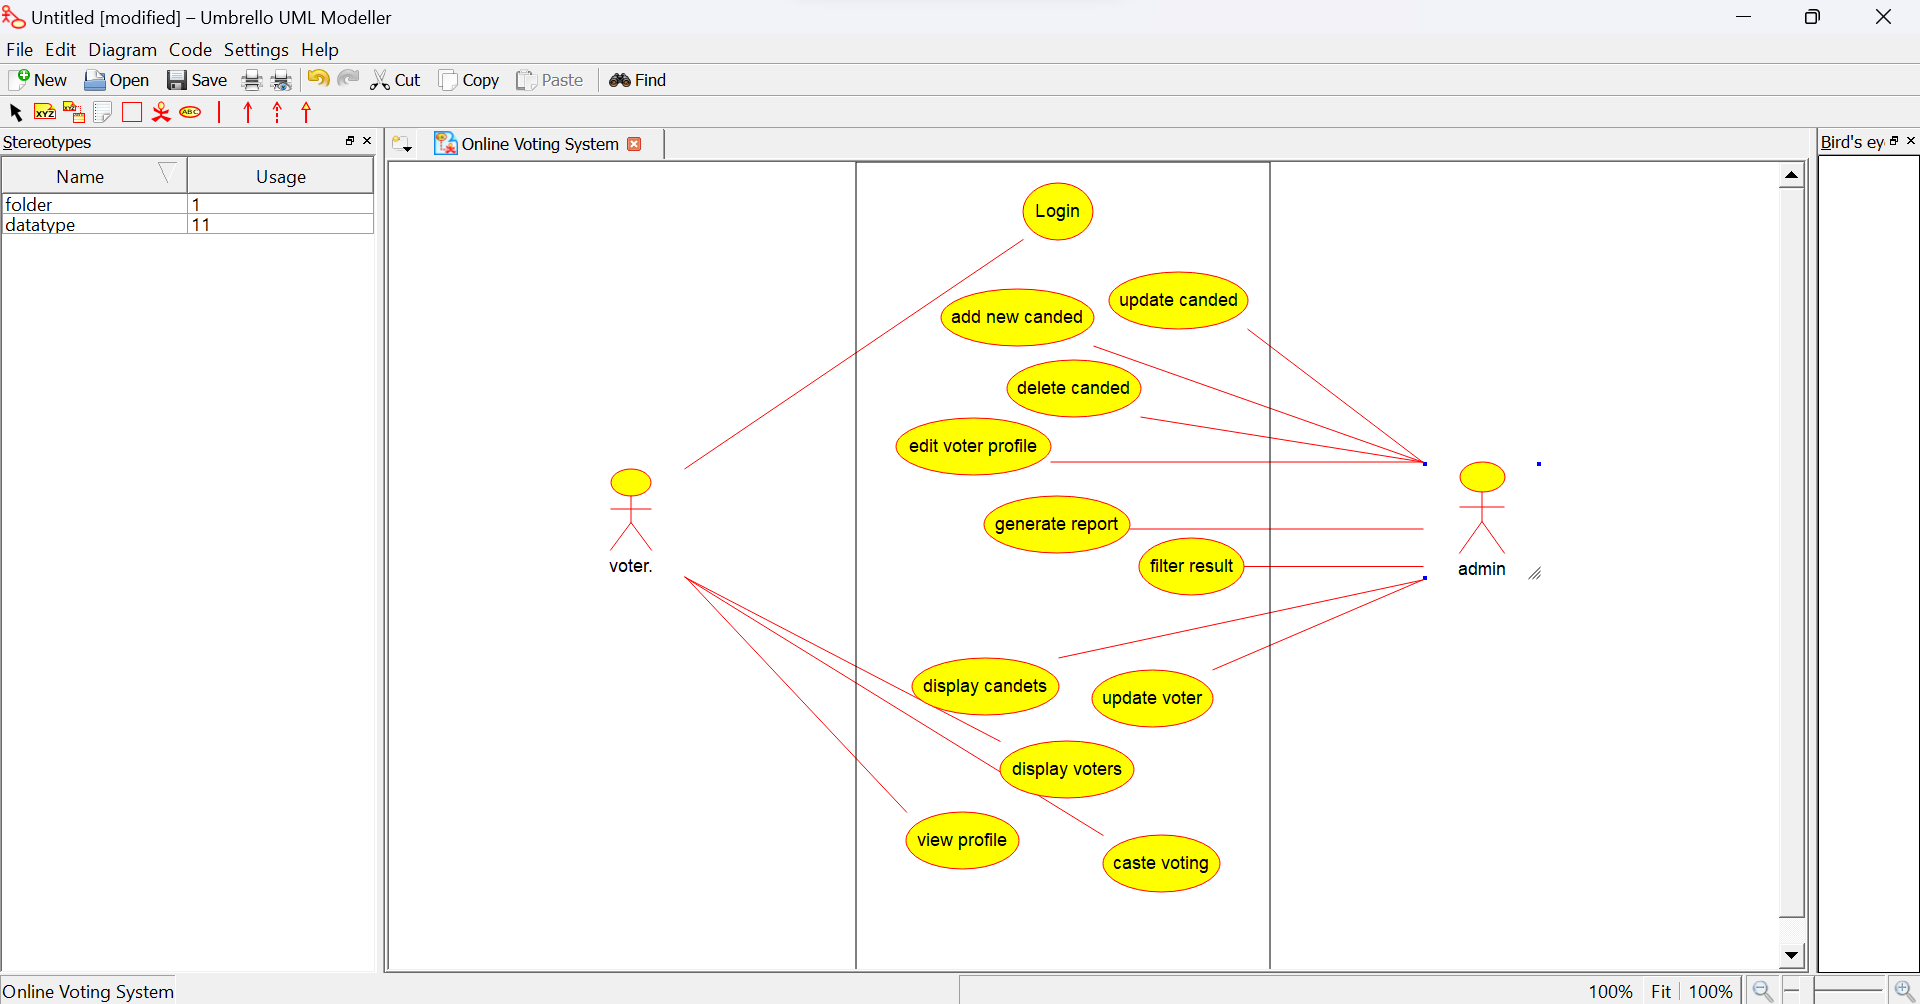 Untitled [modified] – Umbrello UML Modeller
File Edit Diagram Code Settings Help
New Open Save Cut Copy Paste Find
XYZ XYZ ABC
Stereotypes
Name Usage
folder 1
datatype 11
Online Voting System
Bird's ey
Login
update canded
add new canded
delete canded
edit voter profile
generate report
filter result
voter.
admin
display candets
update voter
display voters
view profile
caste voting
Online Voting System
100% Fit 100%